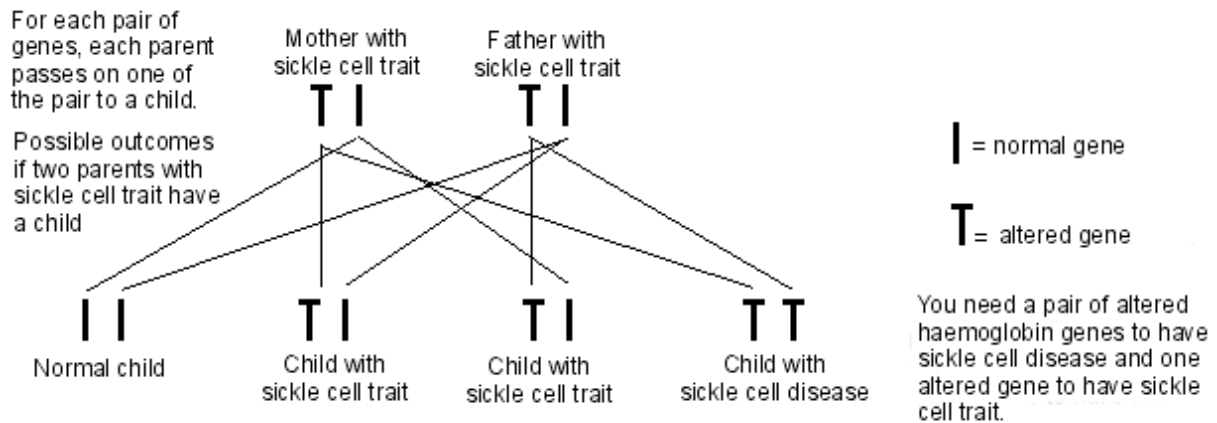 For each pair of
genes, each parent
passes on one of
the pair to a child.
Possible outcomes
if two parents with
sickle cell trait have
a child
Mother with
sickle cell trait
Father with
sickle cell trait
= normal gene
= altered gene
Normal child
Child with
sickle cell trait
Child with
sickle cell trait
Child with
sickle cell disease
You need a pair of altered
haemoglobin genes to have
sickle cell disease and one
altered gene to have sickle
cell trait.